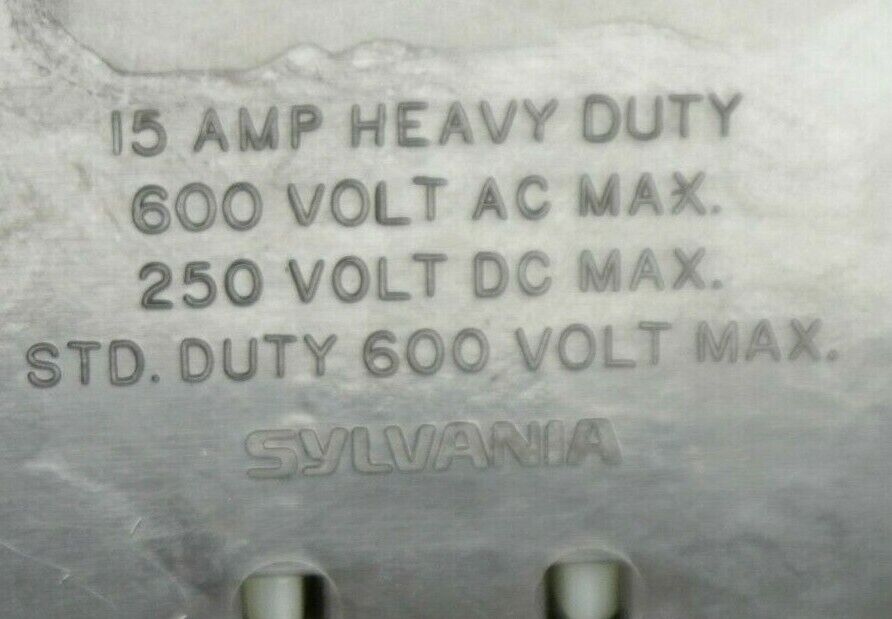 15 AMP HEAVY DUTY
600 VOLT AC MAX.
250 VOLT DC MAX.
STD. DUTY 600 VOLT MAX.
SYLVANIA